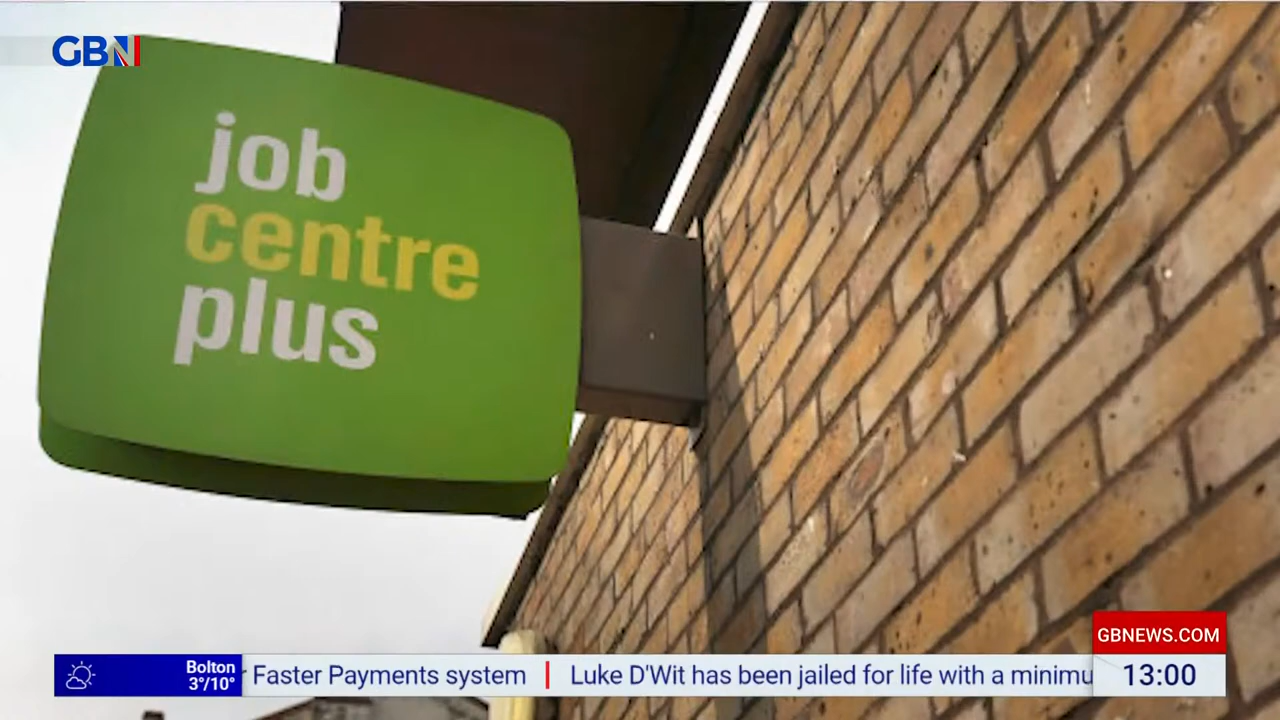 GBN
job
centre
plus
GBNEWS.COM
Bolton
3°/10°
r Faster Payments system | Luke D'Wit has been jailed for life with a minimu
13:00